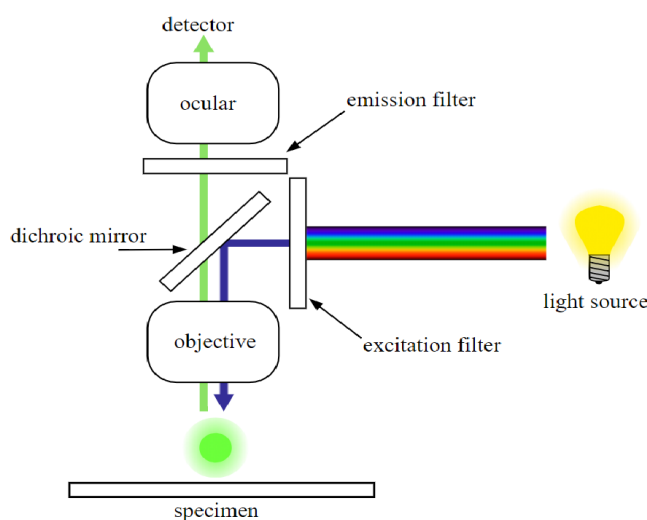 detector
ocular
emission filter
dichroic mirror
light source
objective
excitation filter
specimen